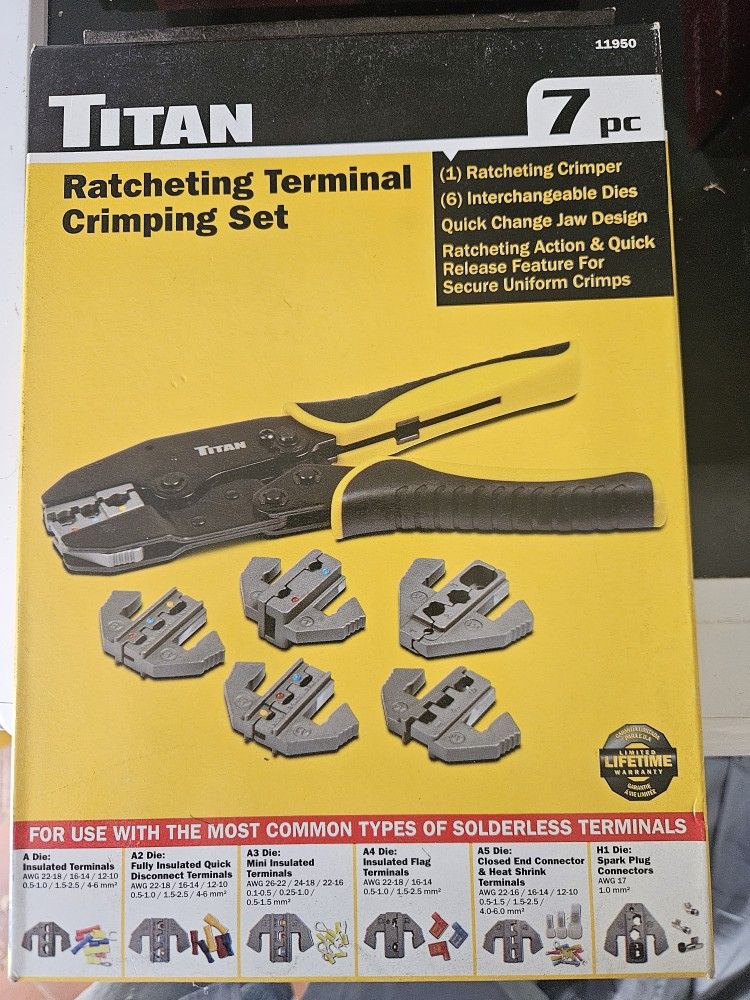 11950
TITAN
7 pc
Ratcheting Terminal
Crimping Set
(1) Ratcheting Crimper
(6) Interchangeable Dies
Quick Change Jaw Design
Ratcheting Action & Quick
Release Feature For
Secure Uniform Crimps
TITAN
LIMITED
LIFETIME
WARRANTY
GARANTIE
À VIE LIMITÉE
FOR USE WITH THE MOST COMMON TYPES OF SOLDERLESS TERMINALS
A Die:
Insulated Terminals
AWG 22-18 / 16-14 / 12-10
0.5-1.0 / 1.5-2.5 / 4-6 mm²
A2 Die:
Fully Insulated Quick
Disconnect Terminals
AWG 22-18 / 16-14 / 12-10
0.5-1.0 / 1.5-2.5 / 4-6 mm²
A3 Die:
Mini Insulated
Terminals
AWG 26-22 / 24-18 / 22-16
0.1-0.5 / 0.25-1.0 /
0.5-1.5 mm²
A4 Die:
Insulated Flag
Terminals
AWG 22-18 / 16-14
0.5-1.0 / 1.5-2.5 mm²
A5 Die:
Closed End Connector
& Heat Shrink
Terminals
AWG 22-16 / 16-14 / 12-10
0.5-1.5 / 1.5-2.5 /
4.0-6.0 mm²
H1 Die:
Spark Plug
Connectors
AWG 17
1.0 mm²